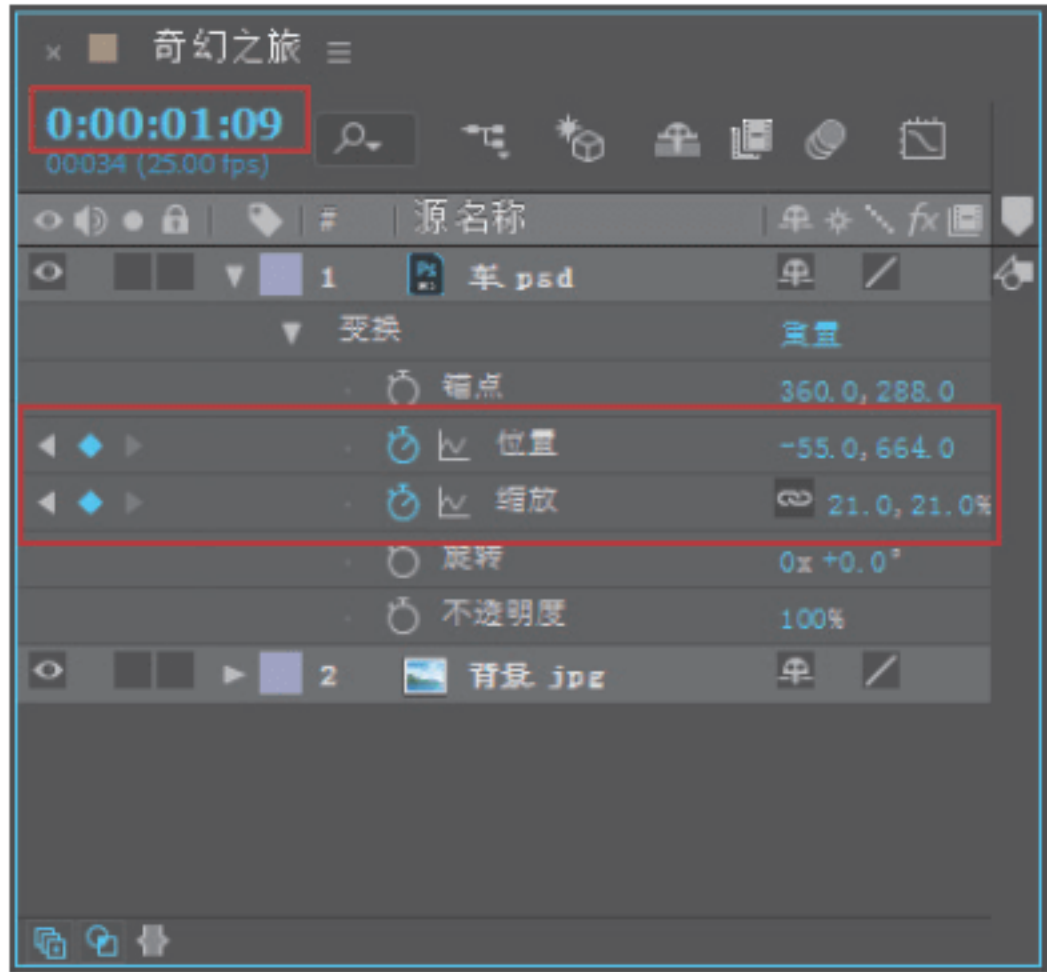 奇幻之旅
0:00:01:09
00034 (25.00 fps)
# 源名称 fx
1 Ps 车.psd
变换 重置
锚点 360.0,288.0
位置 -55.0,664.0
缩放 21.0,21.0%
旋转 0x+0.0°
不透明度 100%
2 背景.jpg